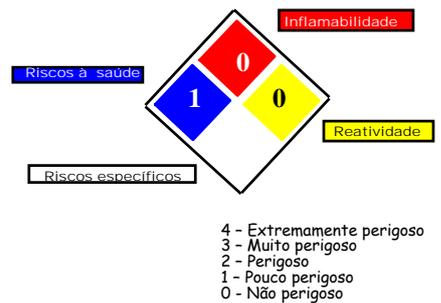 Inflamabilidade
0
Riscos à saúde
1
0
Reatividade
Riscos específicos
4 – Extremamente perigoso
3 – Muito perigoso
2 – Perigoso
1 – Pouco perigoso
0 - Não perigoso